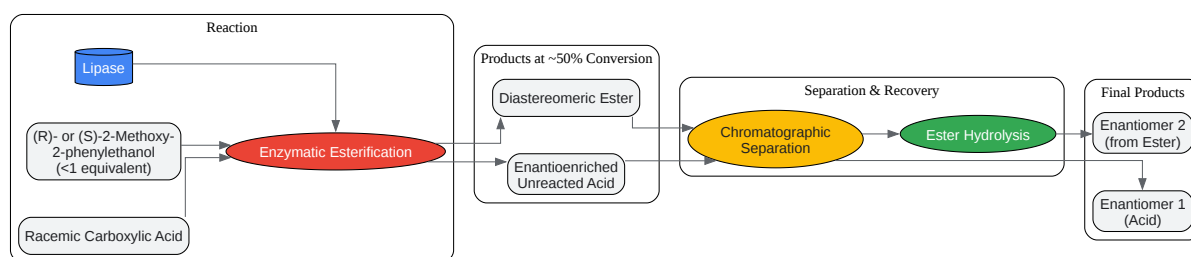 Reaction
Lipase
(R)- or (S)-2-Methoxy-
2-phenylethanol
(<1 equivalent)
Racemic Carboxylic Acid
Enzymatic Esterification
Products at ~50% Conversion
Diastereomeric Ester
Enantioenriched
Unreacted Acid
Separation & Recovery
Chromatographic
Separation
Ester Hydrolysis
Final Products
Enantiomer 2
(from Ester)
Enantiomer 1
(Acid)